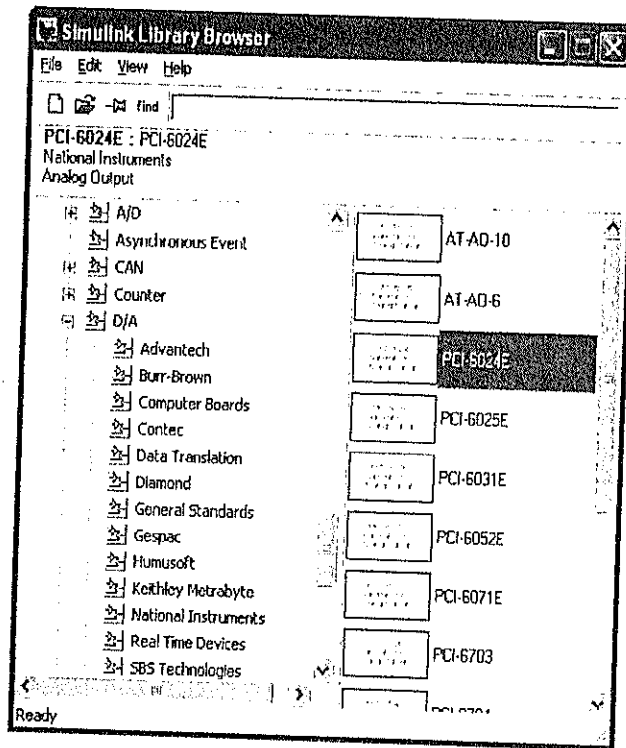 Simulink Library Browser
File Edit View Help
find
PCI-6024E : PCI-6024E
National Instruments
Analog Output
A/D
Asynchronous Event
CAN
Counter
D/A
Advantech
Burr-Brown
Computer Boards
Contec
Data Translation
Diamond
General Standards
Gespac
Humusoft
Keithley Metrabyte
National Instruments
Real Time Devices
SBS Technologies
AT-AO-10
AT-AO-6
PCI-6024E
PCI-6025E
PCI-6031E
PCI-6052E
PCI-6071E
PCI-6703
Ready